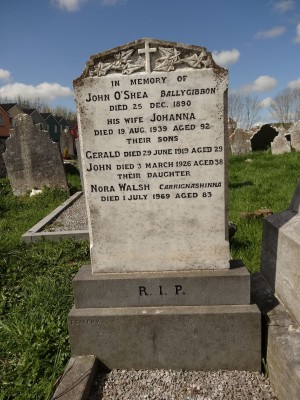 IN MEMORY OF
JOHN O'SHEA BALLYGIBBON
DIED 25 DEC. 1890
HIS WIFE JOHANNA
DIED 19 AUG. 1939 AGED 92
THEIR SONS
GERALD DIED 29 JUNE 1919 AGED 29
JOHN DIED 3 MARCH 1926 AGED 38
THEIR DAUGHTER
NORA WALSH CARRIGNASHINNA
DIED 1 JULY 1969 AGED 83
R.I.P.